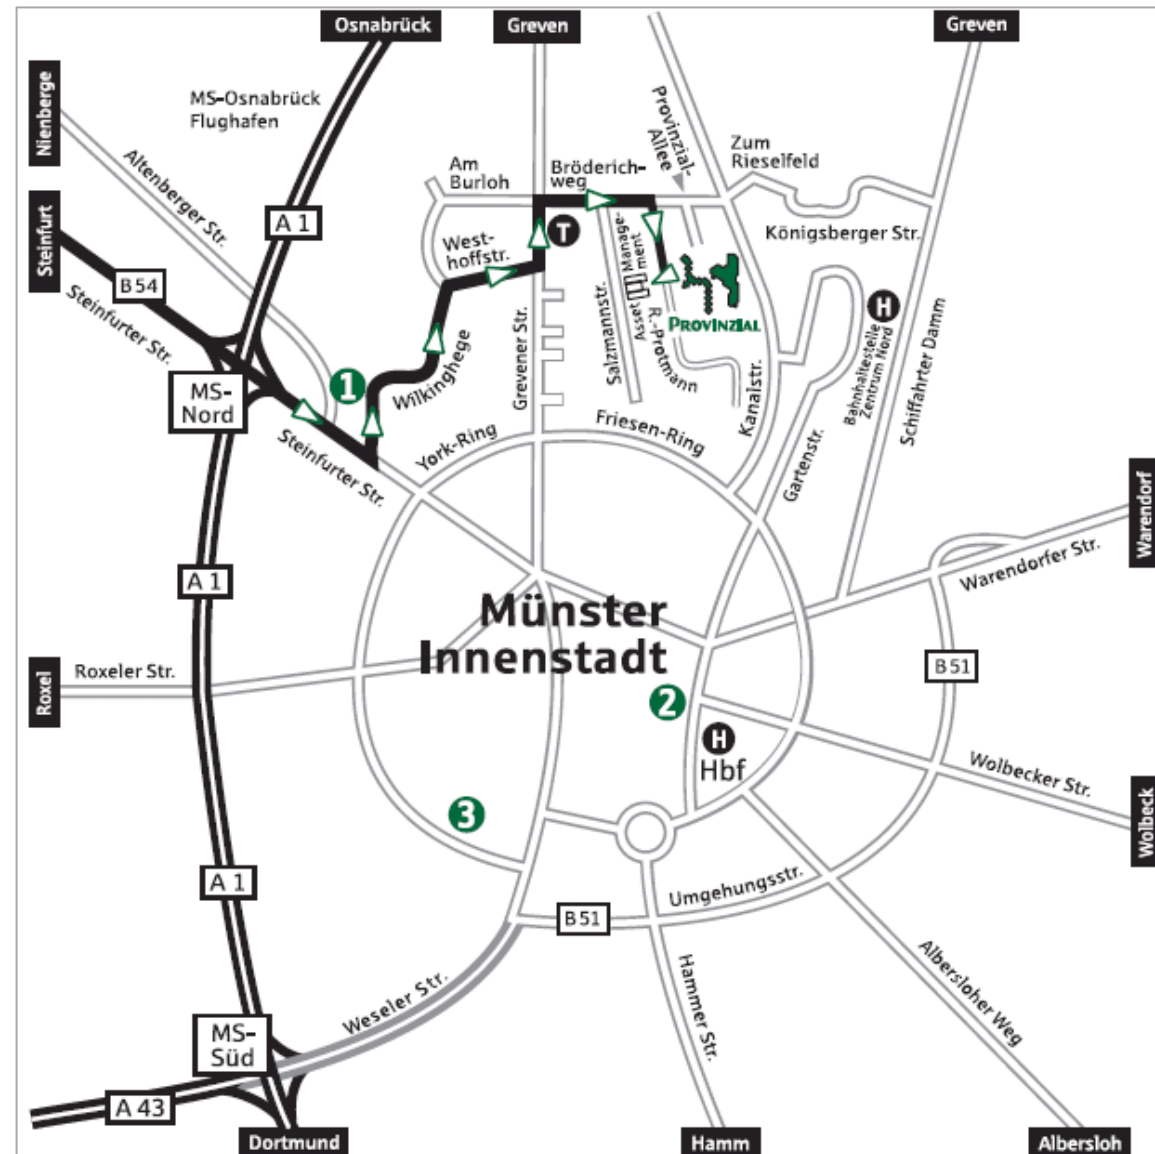 Osnabrück
Greven
Greven
Nienberge
MS-Osnabrück
Flughafen
Provinzial-
Allee
Zum
Rieselfeld
Altenberger Str.
Am
Burloh
Bröderich-
weg
Steinfurt
A 1
T
Königsberger Str.
West-
hoffstr.
B 54
Steinfurter Str.
Asset Manage-
ment
Salzmannstr.
R.-Protmann
PROVINZIAL
H
Bahnhaltestelle
Zentrum Nord
Schiffahrter Damm
MS-
Nord
1
Wilkinghege
Grevener Str.
Kanalstr.
Steinfurter Str.
York-Ring
Friesen-Ring
Gartenstr.
Warendorf
Warendorfer Str.
A 1
Münster
Innenstadt
B 51
Roxel
Roxeler Str.
2
H
Hbf
Wolbecker Str.
Wolbeck
3
A 1
Umgehungsstr.
B 51
Weseler Str.
Hammer Str.
Albersloher Weg
MS-
Süd
A 43
Dortmund
Hamm
Albersloh